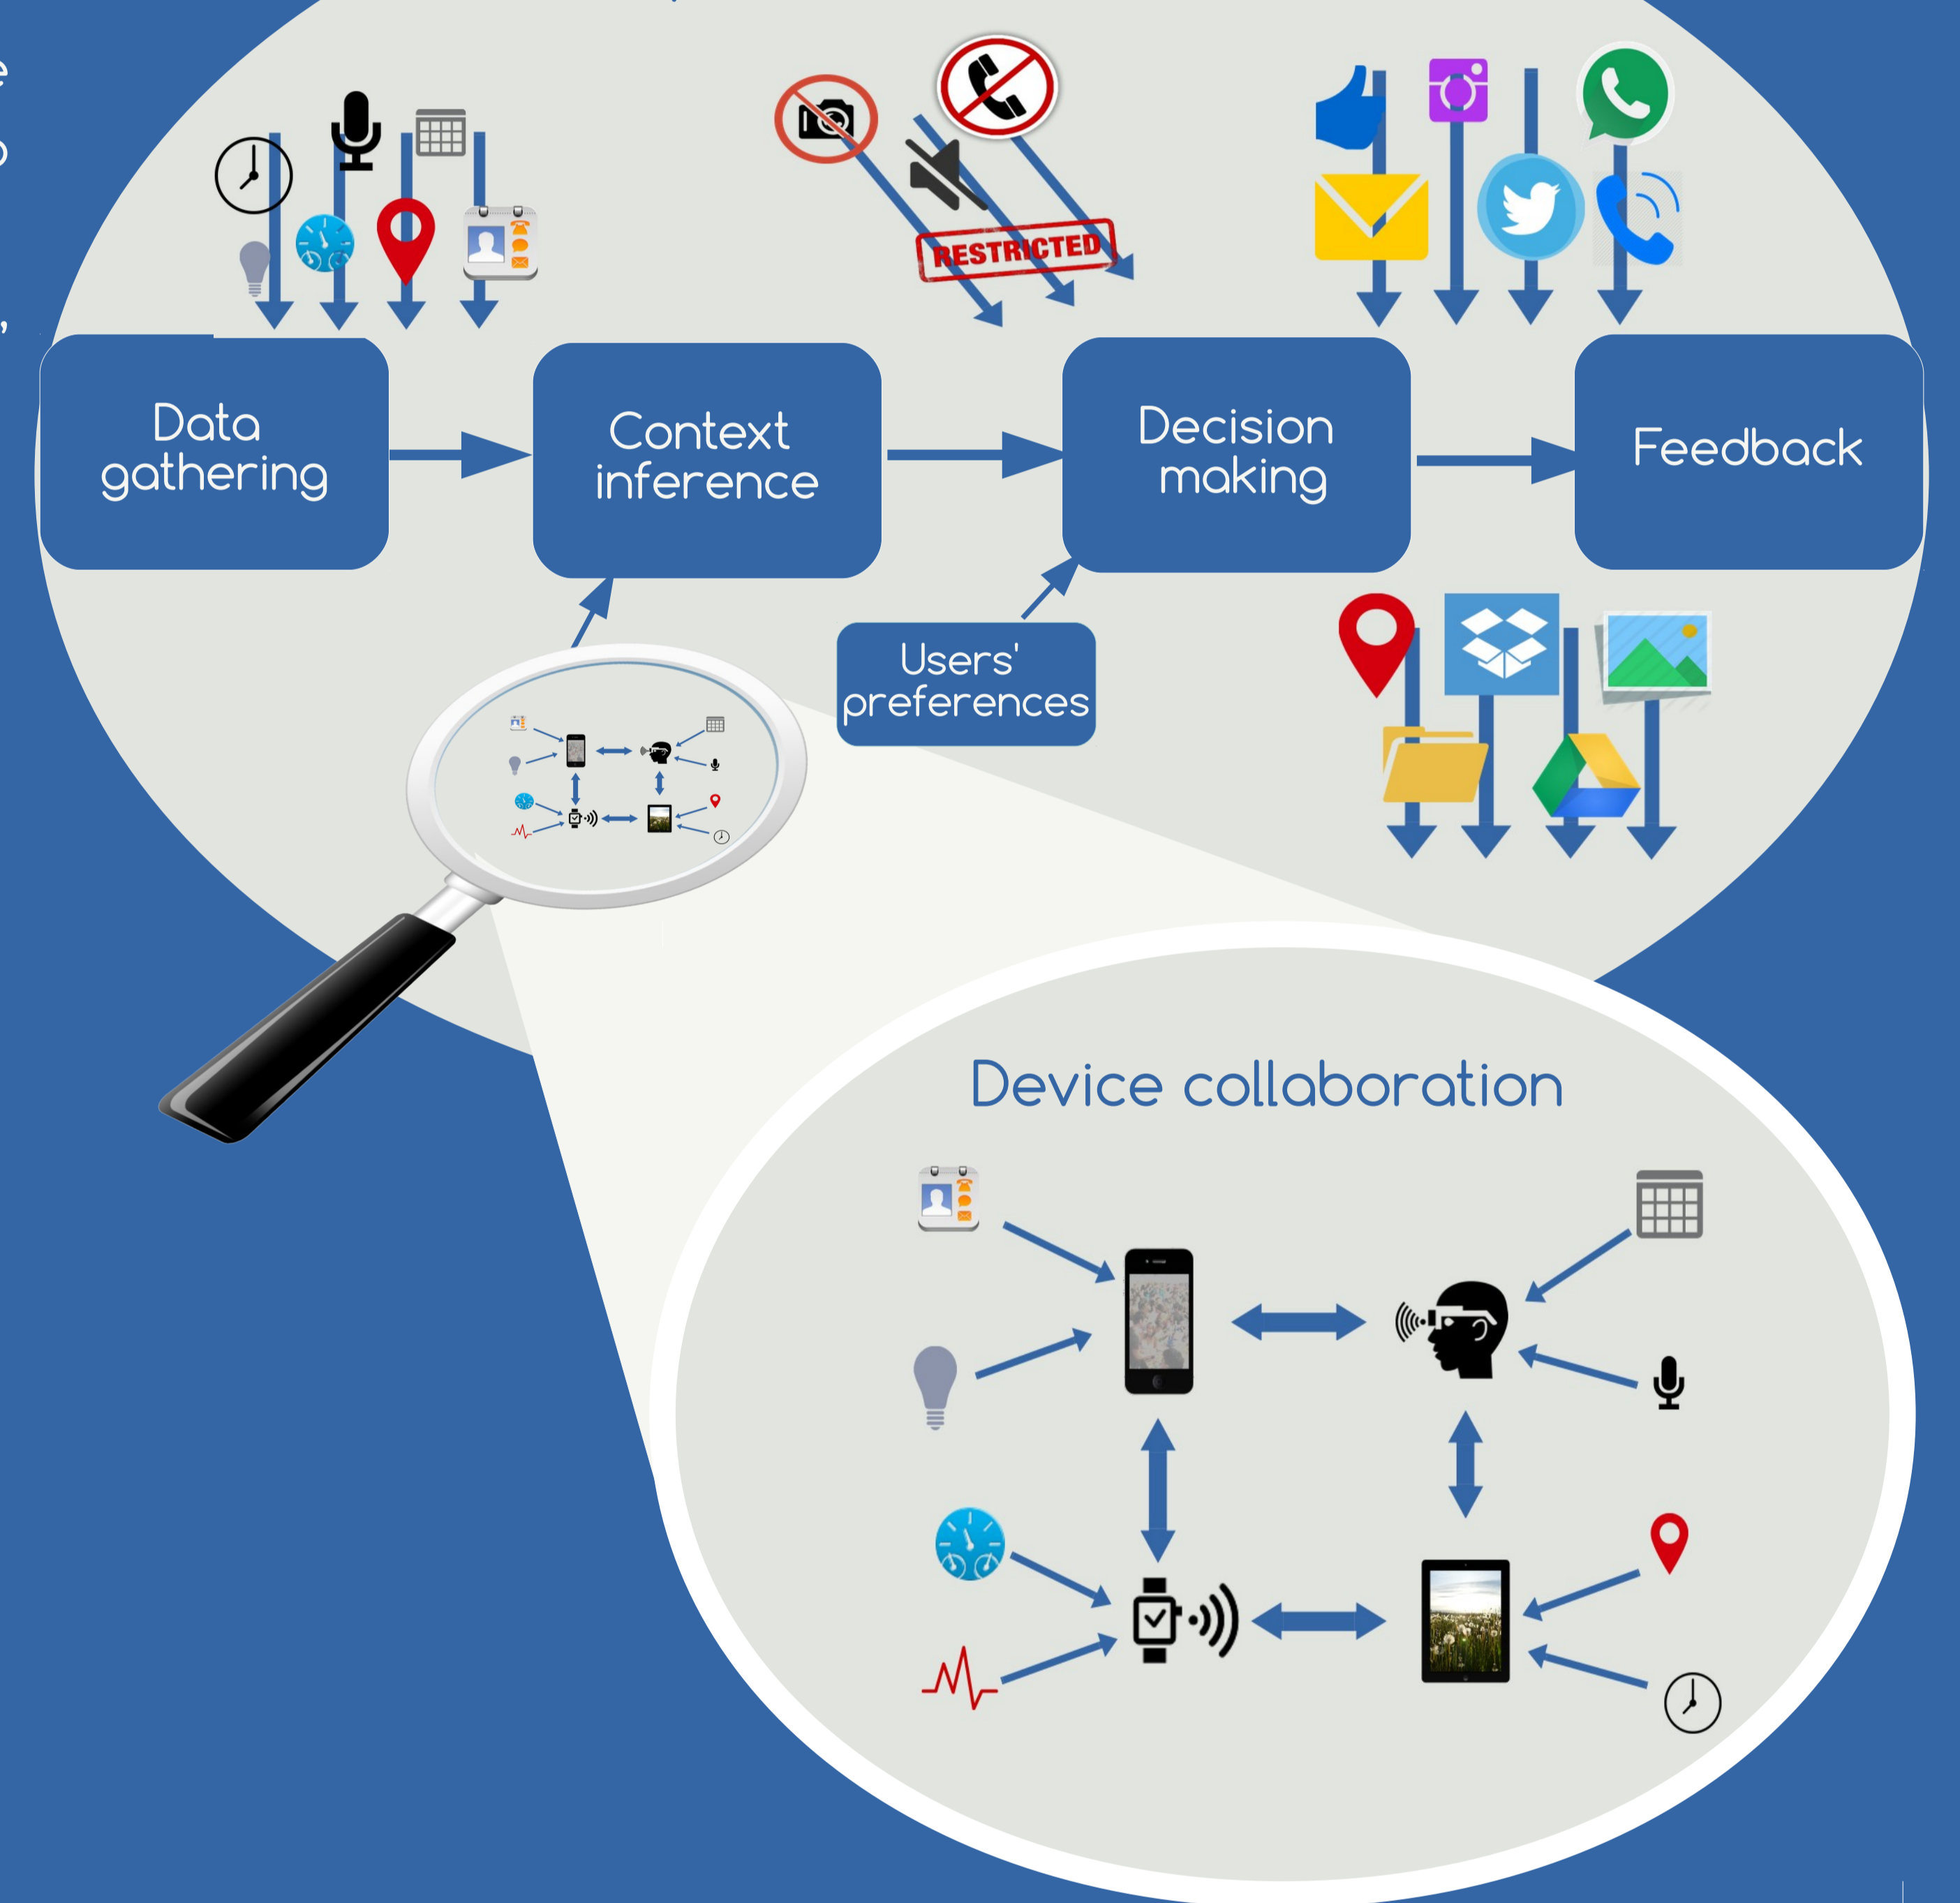 RESTRICTED
Data
gathering
Context
inference
Decision
making
Feedback
Users'
preferences
Device collaboration